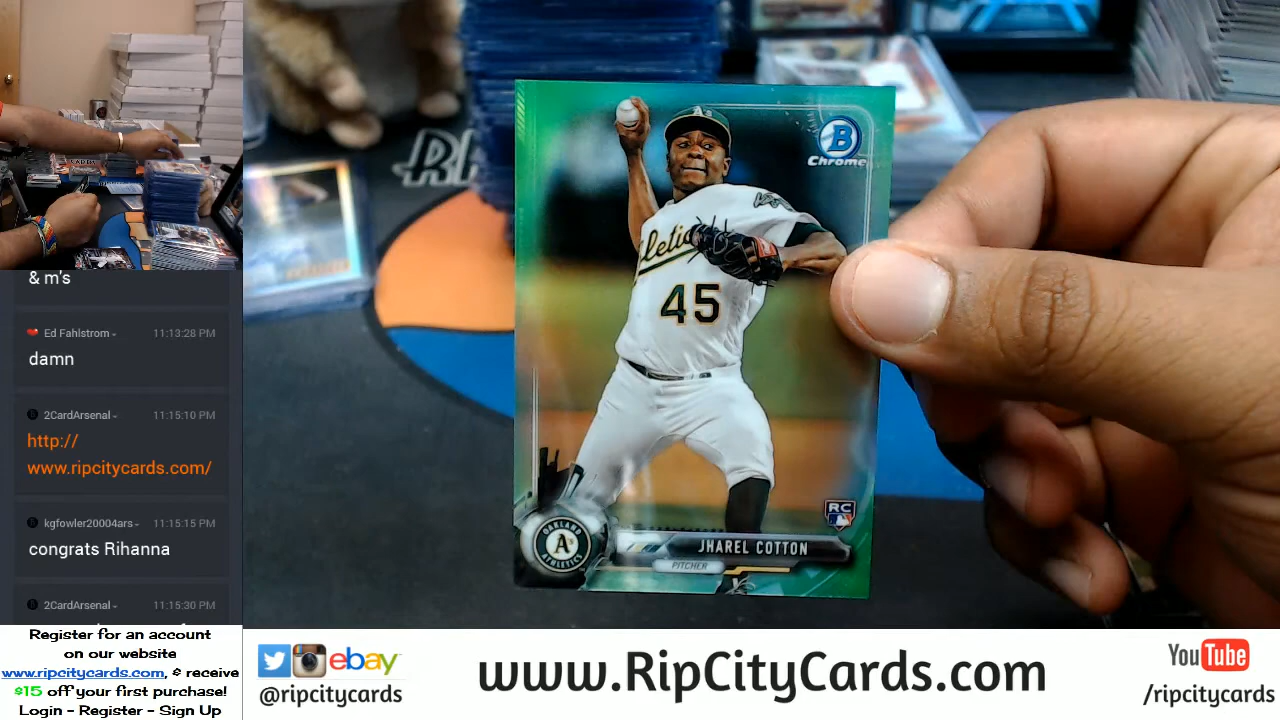 & m's
Ed Fahlstrom
11:13:28 PM
damn
2CardArsenal
11:15:10 PM
http://
www.ripcitycards.com/
kgfowler20004ars
11:15:15 PM
congrats Rihanna
2CardArsenal
11:15:30 PM
Register for an account
on our website
www.ripcitycards.com, & receive
$15 off your first purchase!
Login - Register - Sign Up
A's
B
Chrome
45
RC
OAKLAND
A's
ATHLETICS
JHAREL COTTON
PITCHER
ebay
@ripcitycards
www.RipCityCards.com
YouTube
/ripcitycards